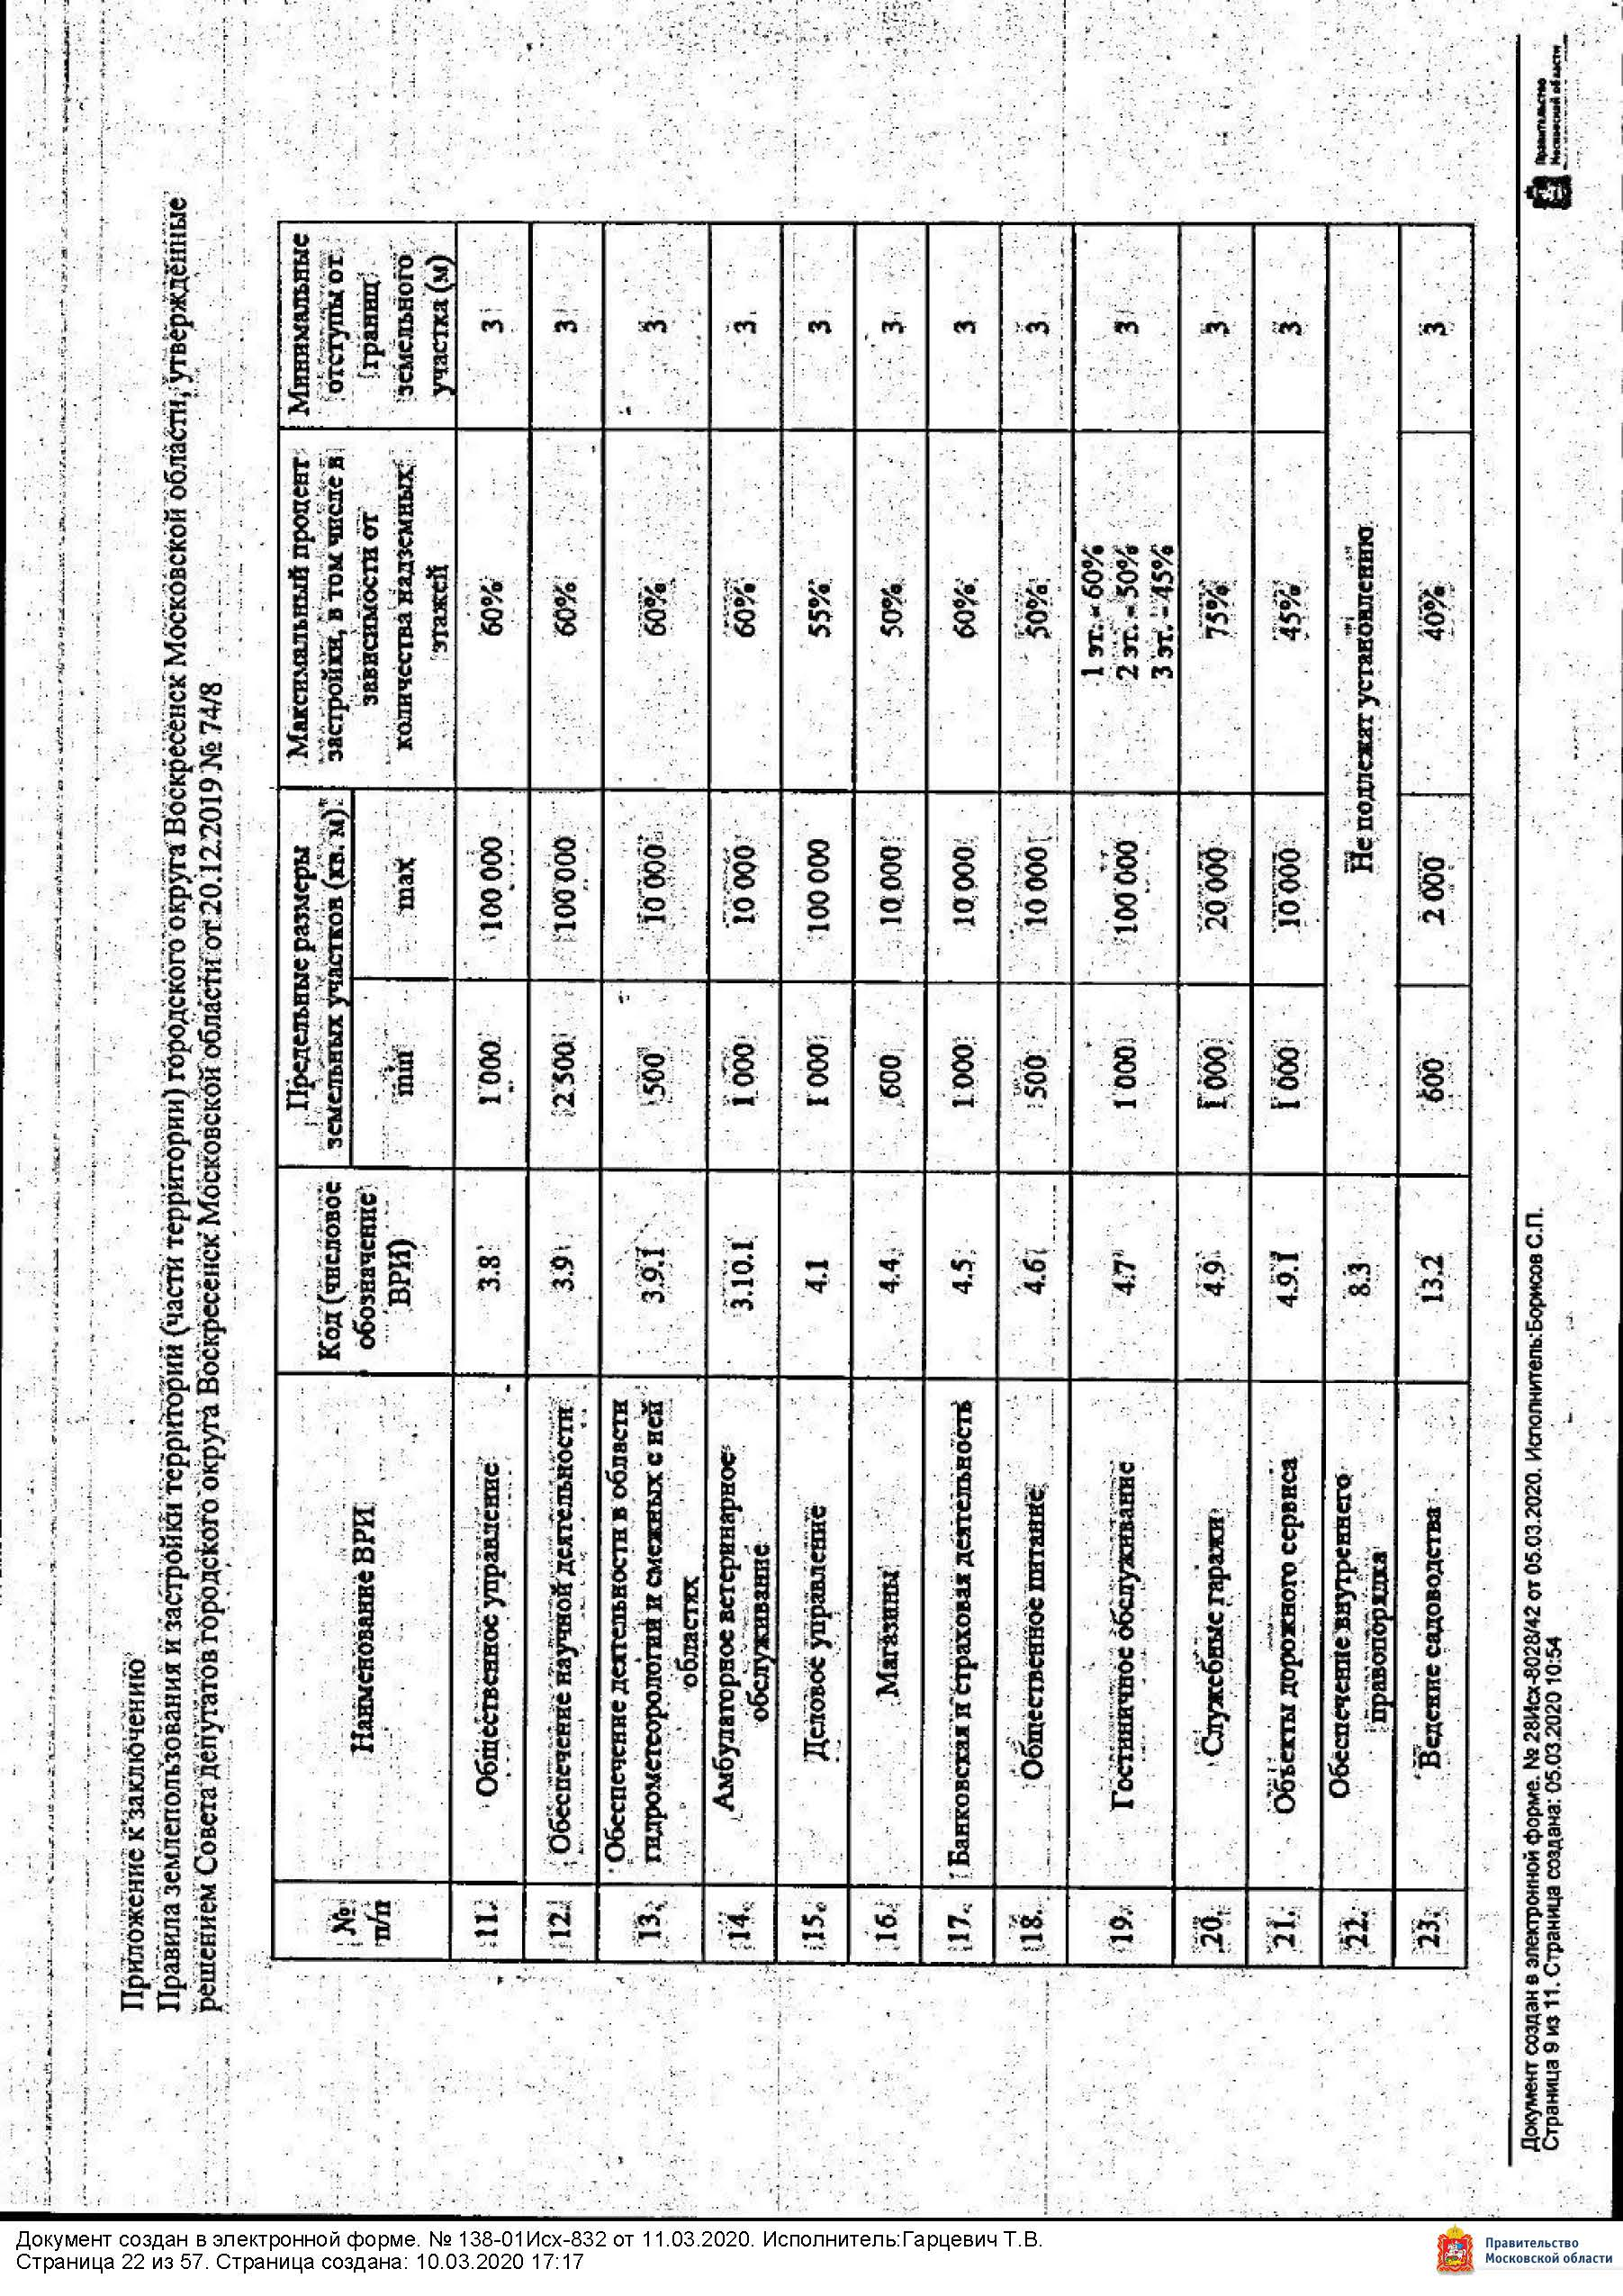 Приложение к заключению
Правила землепользования и застройки территорий (части территории) городского округа Воскресенск Московской области, утверждённые
решением Совета депутатов городского округа Воскресенск Московской области от 20.12.2019 № 74/8
№ п/п
Наименование ВРИ
Код (числовое обозначение ВРИ)
Предельные размеры земельных участков (кв. м)
min
max
Максимальный процент застройки, в том числе в зависимости от количества надземных этажей
Минимальные отступы от границ земельного участка (м)
11. Общественное управление 3.8 1 000 100 000 60% 3
12. Обеспечение научной деятельности 3.9 2 500 100 000 60% 3
13. Обеспечение деятельности в области
гидрометеорологии и смежных с ней
областях 3.9.1 500 10 000 60% 3
14. Амбулаторное ветеринарное
обслуживание 3.10.1 1 000 10 000 60% 3
15. Деловое управление 4.1 1 000 100 000 55% 3
16. Магазины 4.4 600 10 000 50% 3
17. Банковская и страховая деятельность 4.5 1 000 10 000 60% 3
18. Общественное питание 4.6 500 10 000 50% 3
19. Гостиничное обслуживание 4.7 1 000 100 000 1 эт. - 60%
2 эт. - 50%
3 эт. - 45% 3
20. Служебные гаражи 4.9 1 000 20 000 75% 3
21. Объекты дорожного сервиса 4.9.1 1 000 10 000 45% 3
22. Обеспечение внутреннего
правопорядка 8.3 Не подлежат установлению
23. Ведение садоводства 13.2 600 2 000 40% 3
Документ создан в электронной форме. № 28Исх-8028/42 от 05.03.2020. Исполнитель:Борисов С.П.
Страница 9 из 11. Страница создана: 05.03.2020 10:54
Правительство
Московской области
Документ создан в электронной форме. № 138-01Исх-832 от 11.03.2020. Исполнитель:Гарцевич Т.В.
Страница 22 из 57. Страница создана: 10.03.2020 17:17
Правительство
Московской области